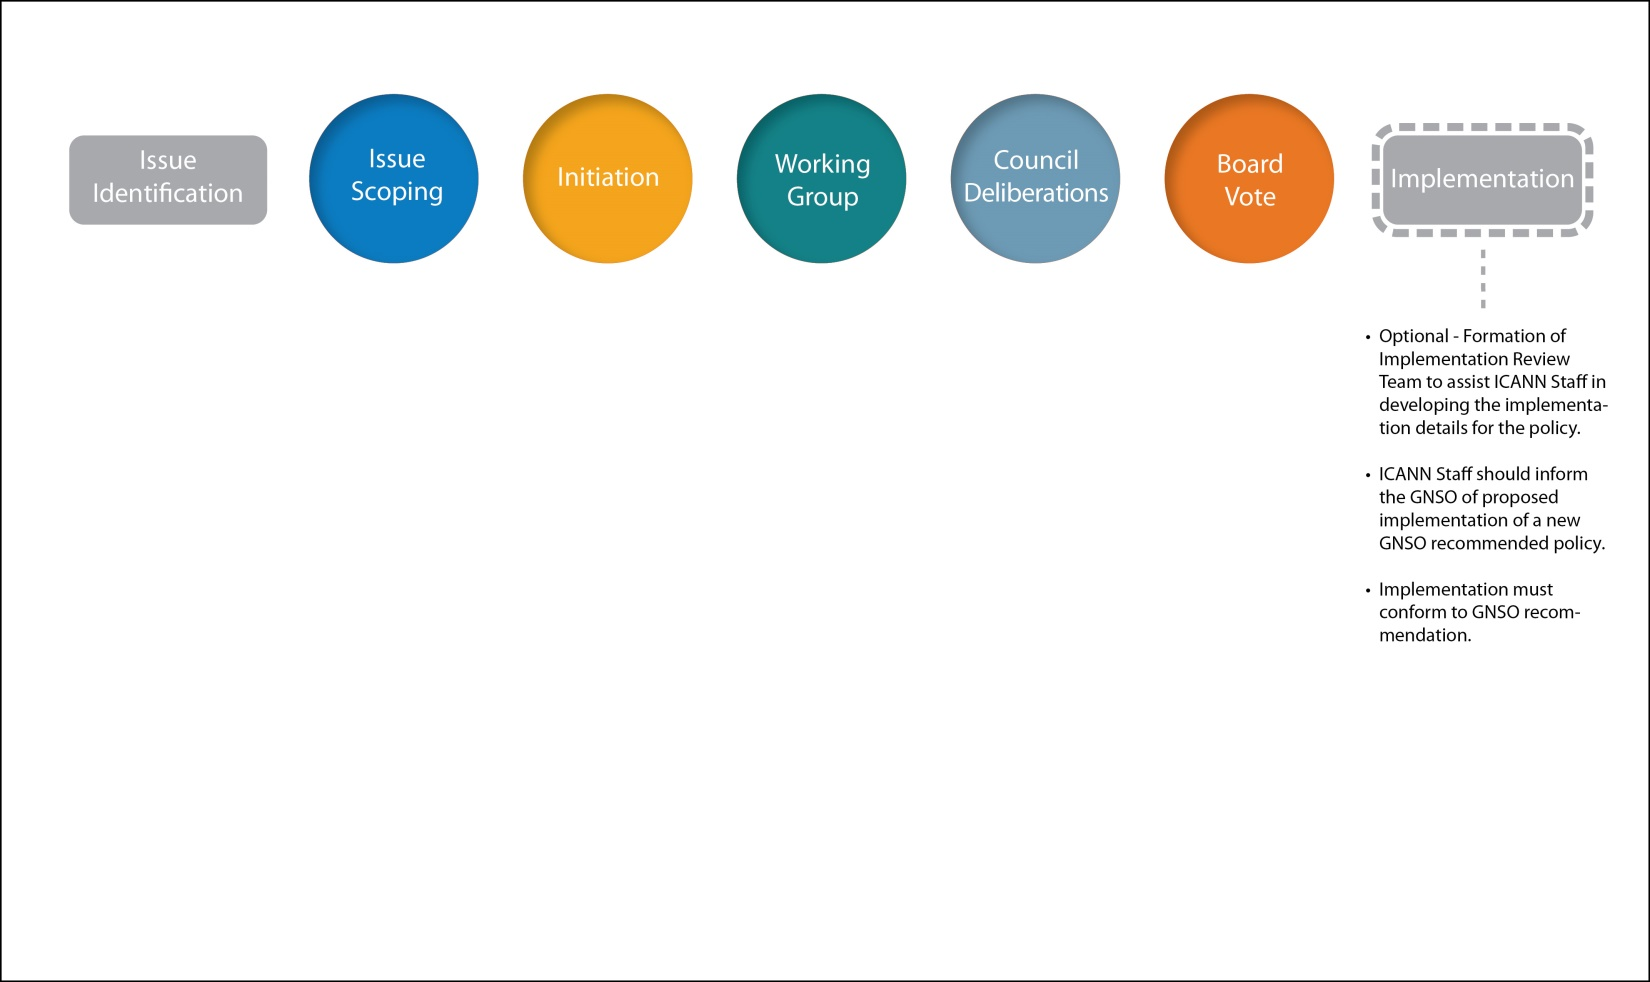 Issue
Identification
Issue
Scoping
Initiation
Working
Group
Council
Deliberations
Board
Vote
Implementation
• Optional - Formation of
Implementation Review
Team to assist ICANN Staff in
developing the implementa-
tion details for the policy.
• ICANN Staff should inform
the GNSO of proposed
implementation of a new
GNSO recommended policy.
• Implementation must
conform to GNSO recom-
mendation.